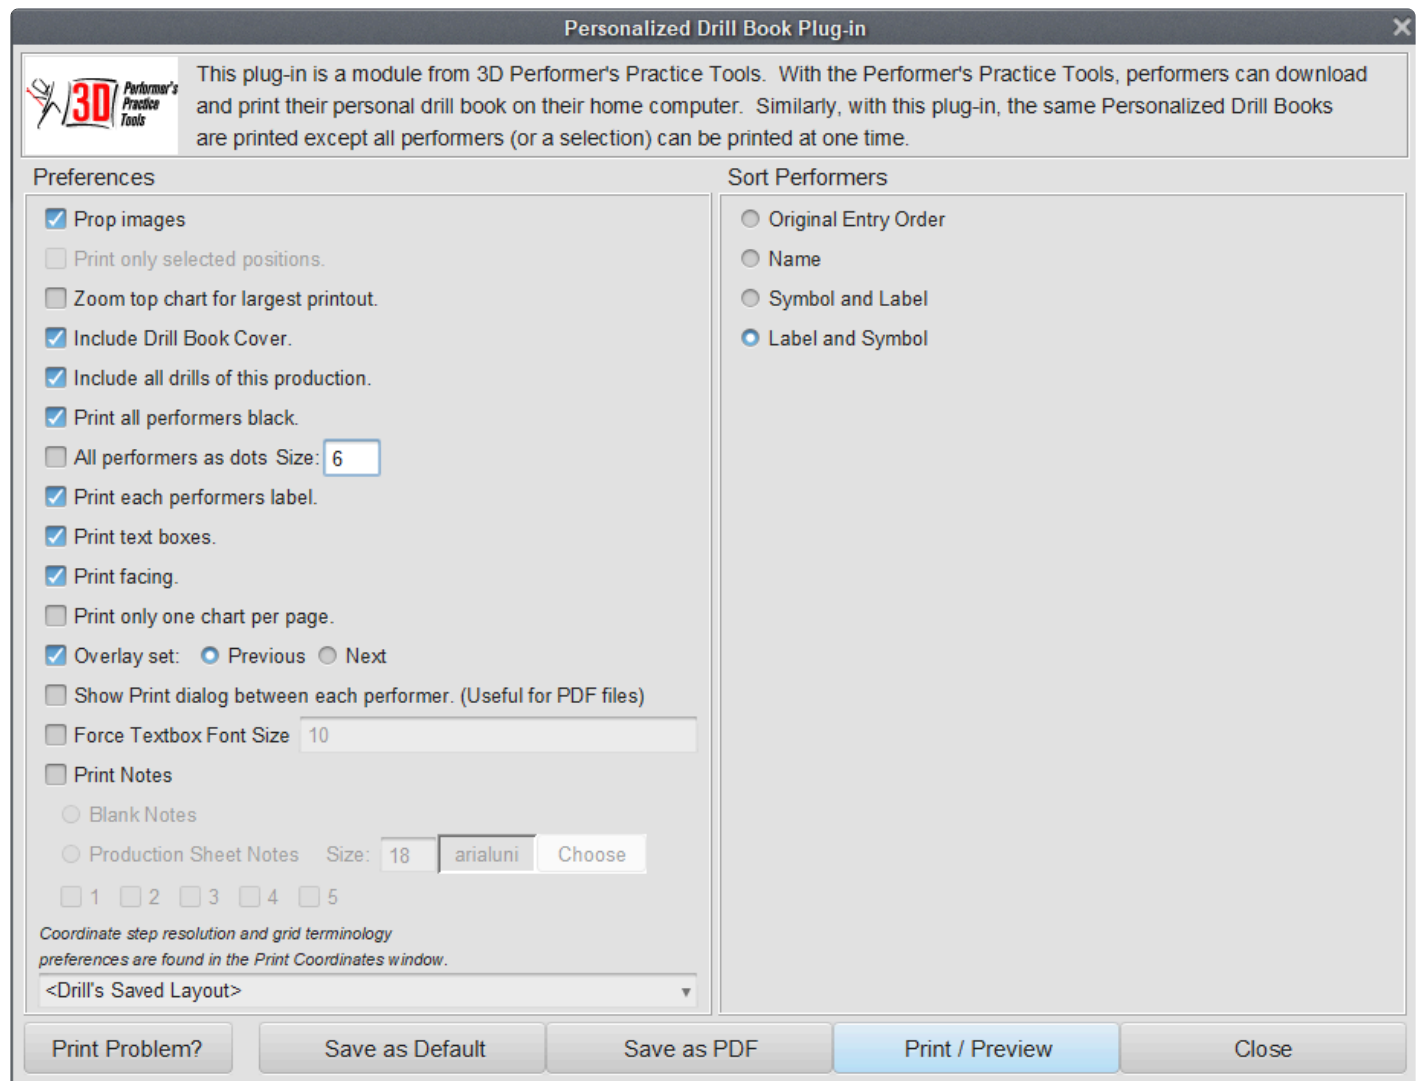 Personalized Drill Book Plug-in
3D Performer's Practice Tools
This plug-in is a module from 3D Performer's Practice Tools. With the Performer's Practice Tools, performers can download
and print their personal drill book on their home computer. Similarly, with this plug-in, the same Personalized Drill Books
are printed except all performers (or a selection) can be printed at one time.
Preferences
Prop images
Print only selected positions.
Zoom top chart for largest printout.
Include Drill Book Cover.
Include all drills of this production.
Print all performers black.
All performers as dots Size: 6
Print each performers label.
Print text boxes.
Print facing.
Print only one chart per page.
Overlay set: Previous Next
Show Print dialog between each performer. (Useful for PDF files)
Force Textbox Font Size 10
Print Notes
Blank Notes
Production Sheet Notes Size: 18 arialuni Choose
1 2 3 4 5
Coordinate step resolution and grid terminology
preferences are found in the Print Coordinates window.
<Drill's Saved Layout>
Sort Performers
Original Entry Order
Name
Symbol and Label
Label and Symbol
Print Problem? Save as Default Save as PDF Print / Preview Close